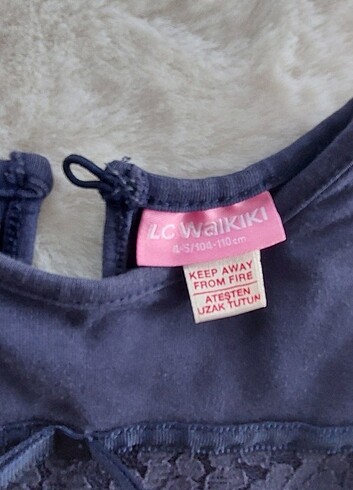 LC WaiKiKi
4-5/104-110 cm
KEEP AWAY
FROM FIRE
ATEŞTEN
UZAK TUTUN